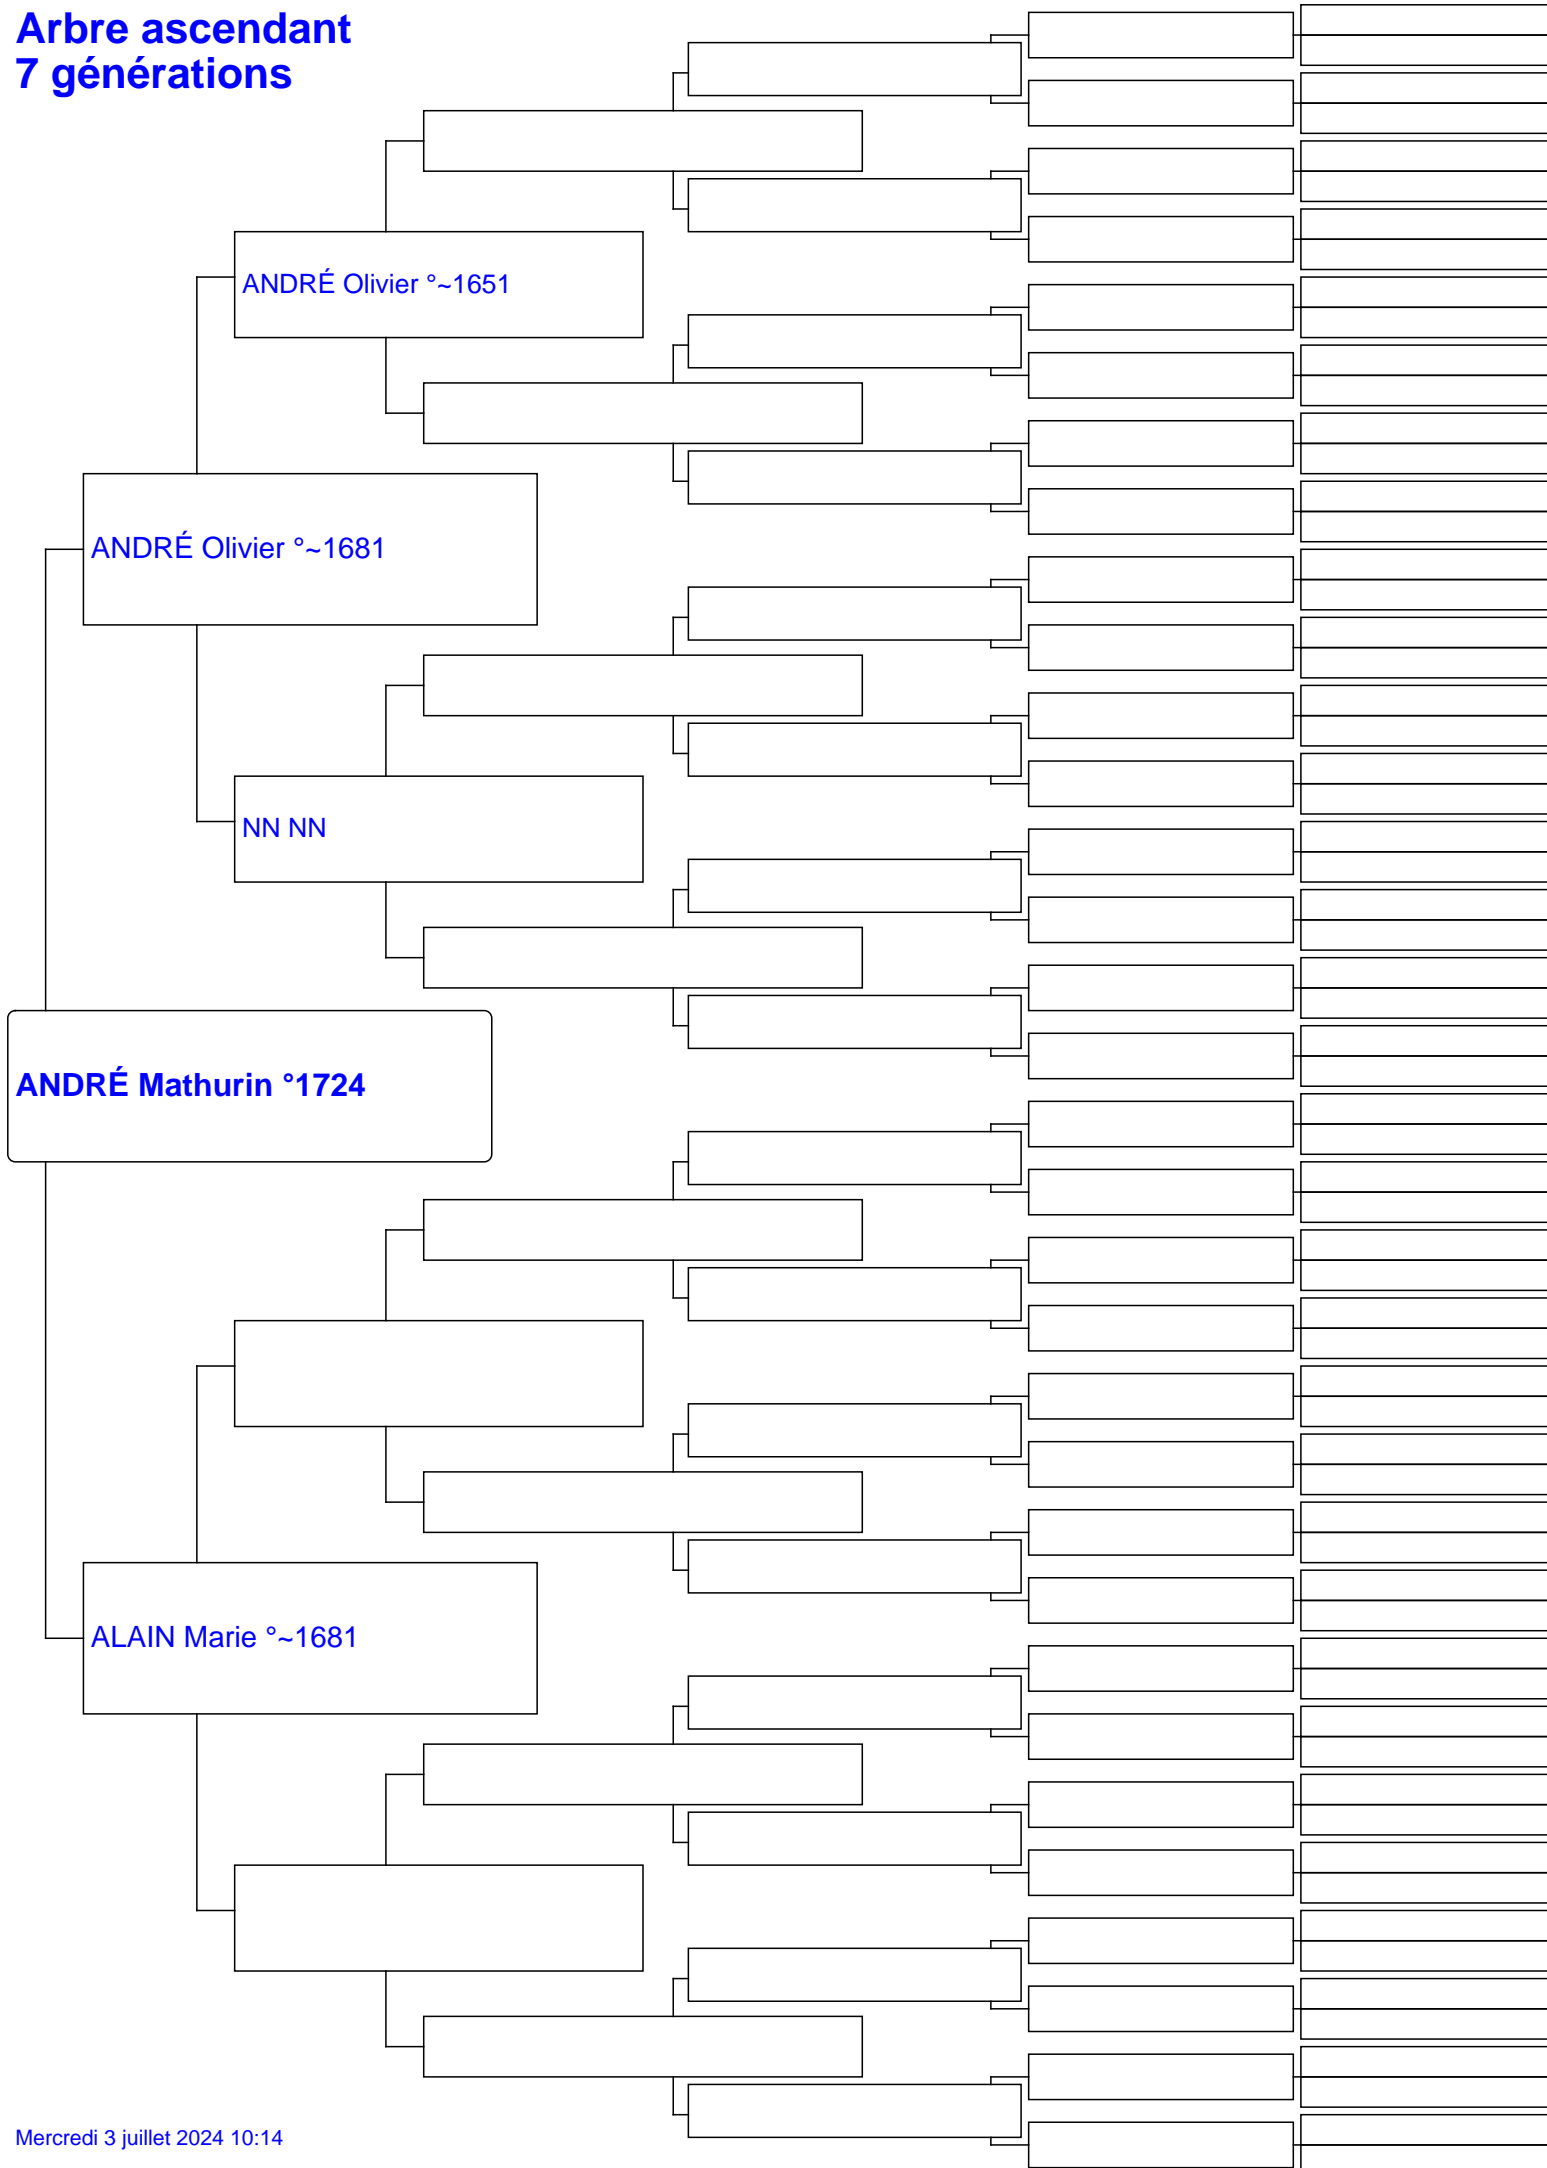 Arbre ascendant
7 générations
ANDRÉ Olivier °~1651
ANDRÉ Olivier °~1681
NN NN
ANDRÉ Mathurin °1724
ALAIN Marie °~1681
Mercredi 3 juillet 2024 10:14